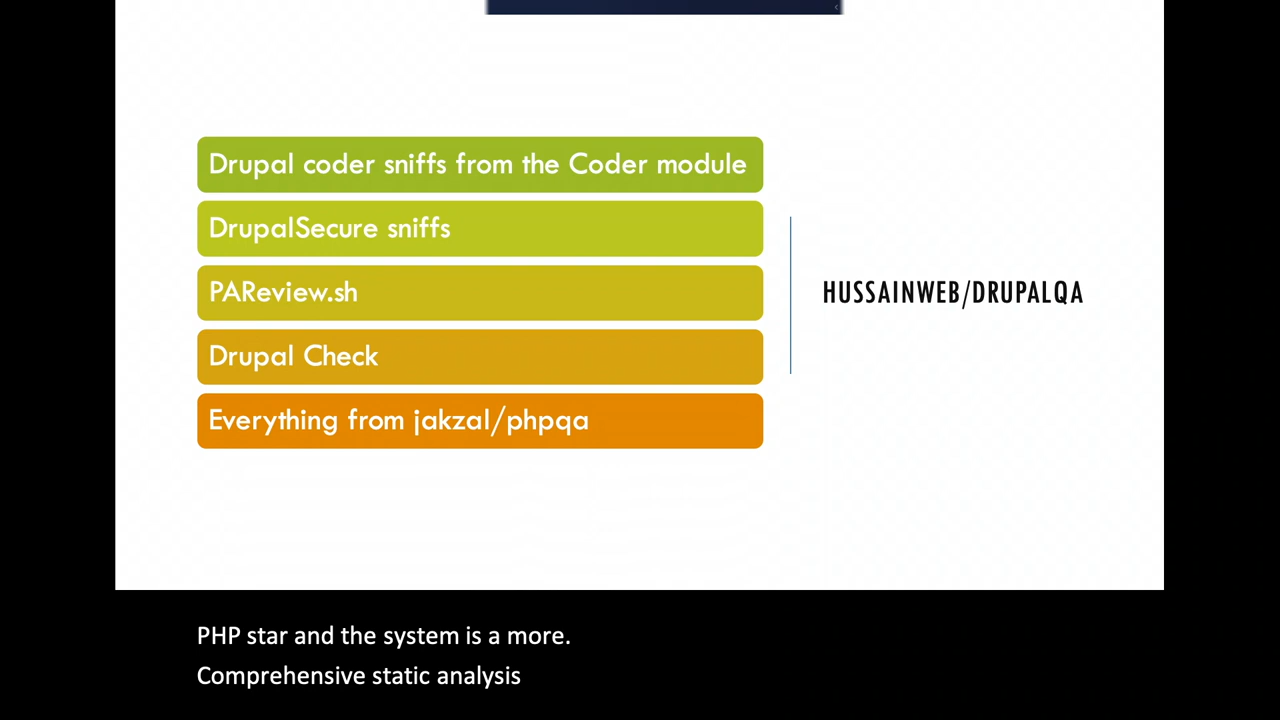 Drupal coder sniffs from the Coder module
DrupalSecure sniffs
PAReview.sh
Drupal Check
Everything from jakzal/phpqa
HUSSAINWEB/DRUPALQA
PHP star and the system is a more.
Comprehensive static analysis